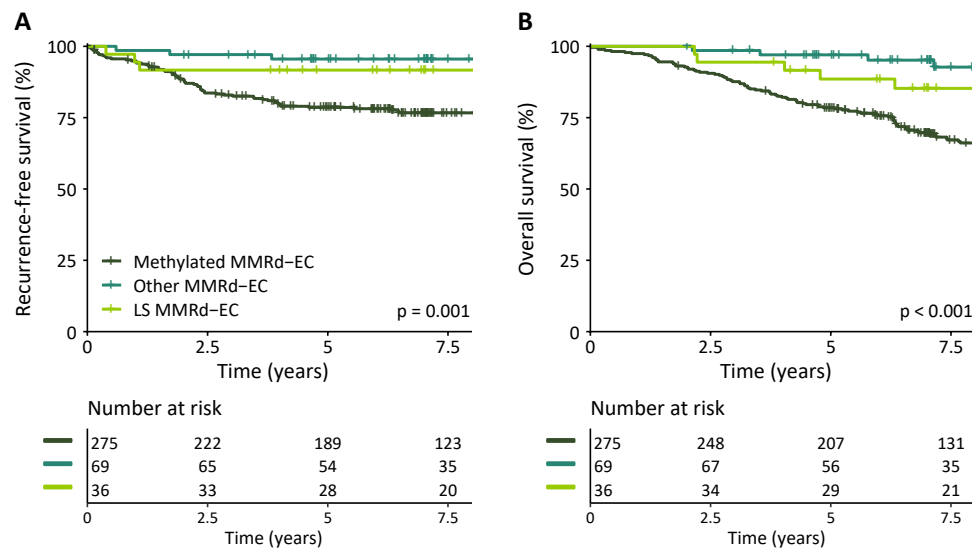 A
Recurrence-free survival (%)
100
75
50
25
0
Methylated MMRd−EC
Other MMRd−EC
LS MMRd−EC
p = 0.001
0 2.5 5 7.5
Time (years)
Number at risk
275 222 189 123
69 65 54 35
36 33 28 20
0 2.5 5 7.5
Time (years)
B
Overall survival (%)
100
75
50
25
0
p < 0.001
0 2.5 5 7.5
Time (years)
Number at risk
275 248 207 131
69 67 56 35
36 34 29 21
0 2.5 5 7.5
Time (years)